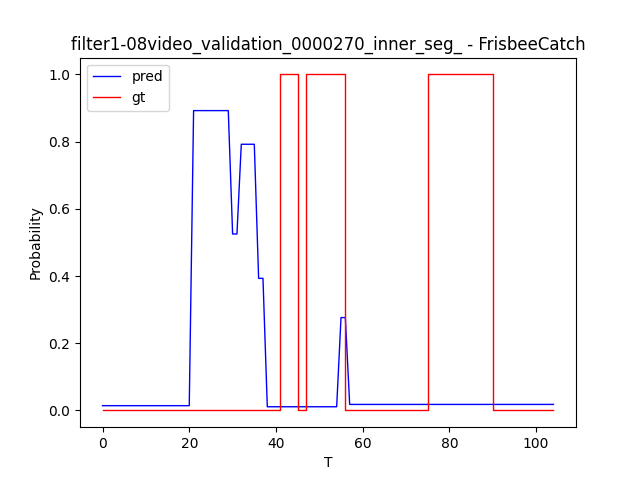 filter1-08video_validation_0000270_inner_seg_ - FrisbeeCatch
pred
gt
1.0
0.8
0.6
0.4
0.2
0.0
Probability
0 20 40 60 80 100
T